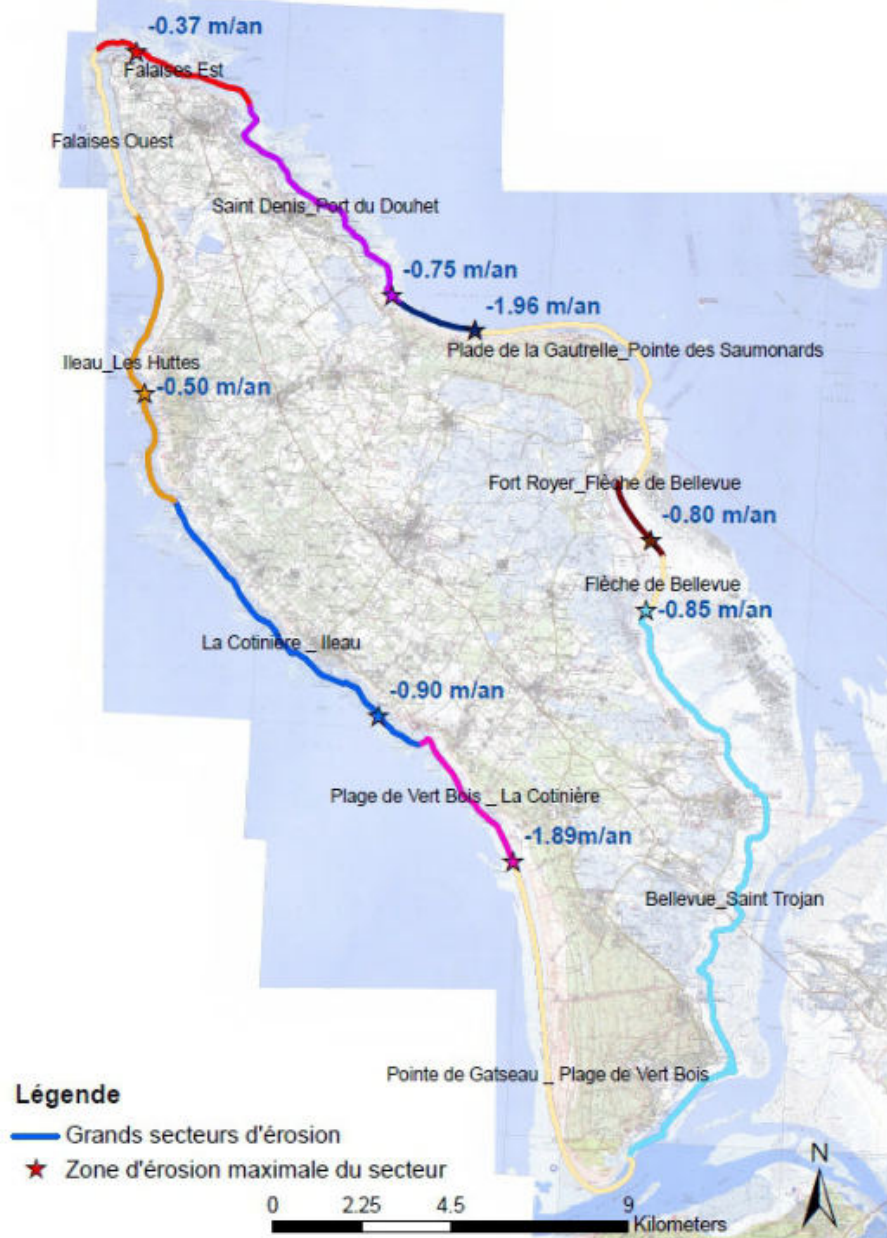 -0.37 m/an
Falaises Est
Falaises Ouest
Saint Denis_Port du Douhet
-0.75 m/an
-1.96 m/an
Plade de la Gautrelle_Pointe des Saumonards
Ileau_Les Huttes
-0.50 m/an
Fort Royer_Flèche de Bellevue
-0.80 m/an
Flèche de Bellevue
-0.85 m/an
La Cotinière _ Ileau
-0.90 m/an
Plage de Vert Bois _ La Cotinière
-1.89m/an
Bellevue_Saint Trojan
Pointe de Gatseau _ Plage de Vert Bois
Légende
Grands secteurs d'érosion
Zone d'érosion maximale du secteur
N
0 2.25 4.5 9
Kilometers